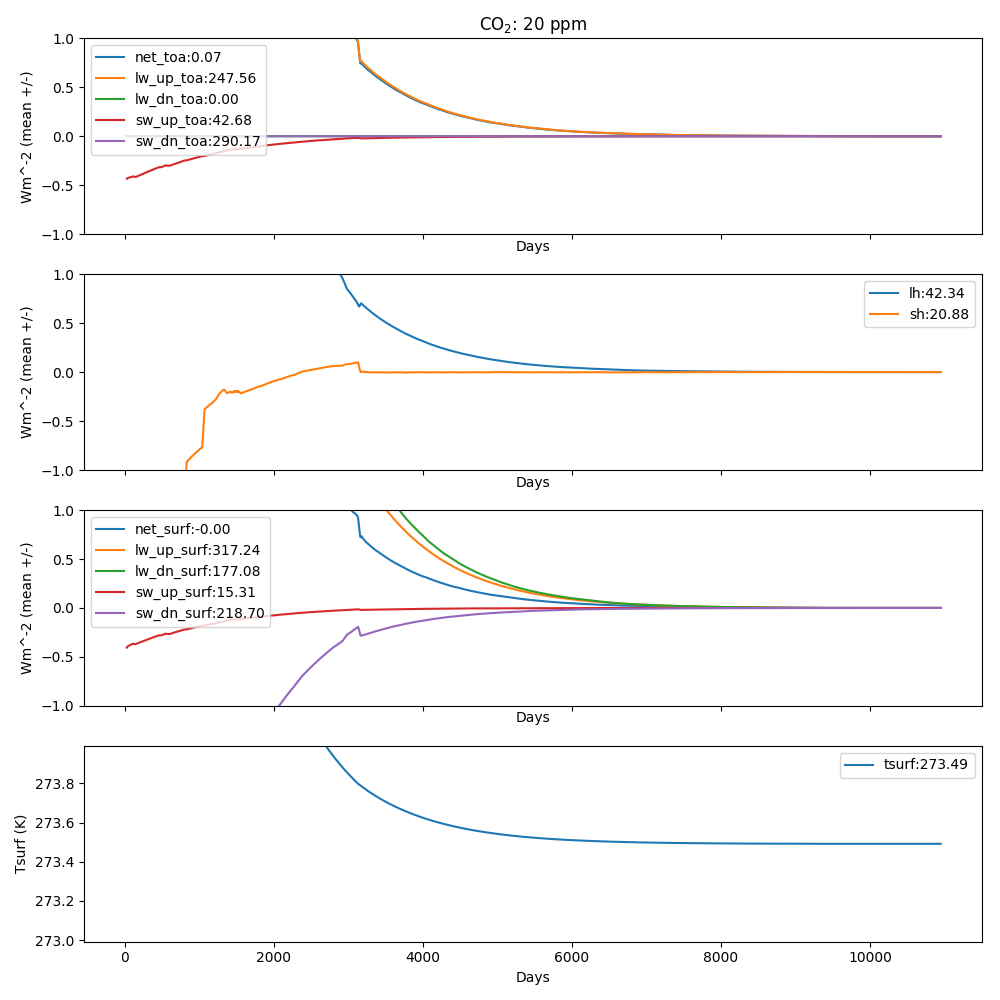 CO₂: 20 ppm
Wm^-2 (mean +/-)
1.0
0.5
0.0
−0.5
−1.0
net_toa:0.07
lw_up_toa:247.56
lw_dn_toa:0.00
sw_up_toa:42.68
sw_dn_toa:290.17
Days
Wm^-2 (mean +/-)
1.0
0.5
0.0
−0.5
−1.0
lh:42.34
sh:20.88
Days
Wm^-2 (mean +/-)
1.0
0.5
0.0
−0.5
−1.0
net_surf:-0.00
lw_up_surf:317.24
lw_dn_surf:177.08
sw_up_surf:15.31
sw_dn_surf:218.70
Days
Tsurf (K)
273.8
273.6
273.4
273.2
273.0
tsurf:273.49
0 2000 4000 6000 8000 10000
Days